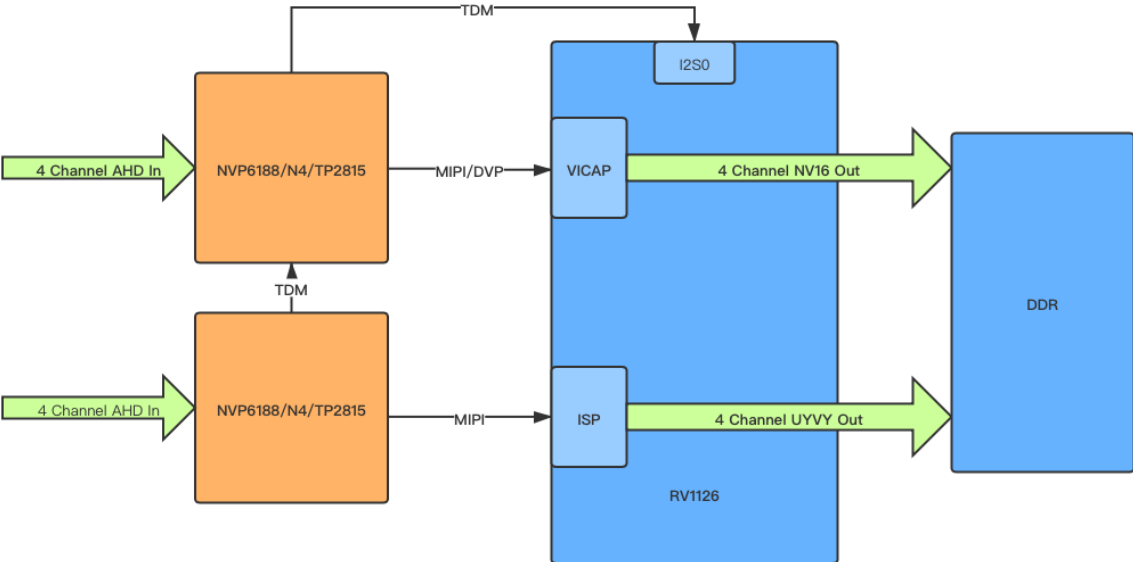 TDM
I2S0
4 Channel AHD In
NVP6188/N4/TP2815
MIPI/DVP
VICAP
4 Channel NV16 Out
TDM
DDR
4 Channel AHD In
NVP6188/N4/TP2815
MIPI
ISP
4 Channel UYVY Out
RV1126